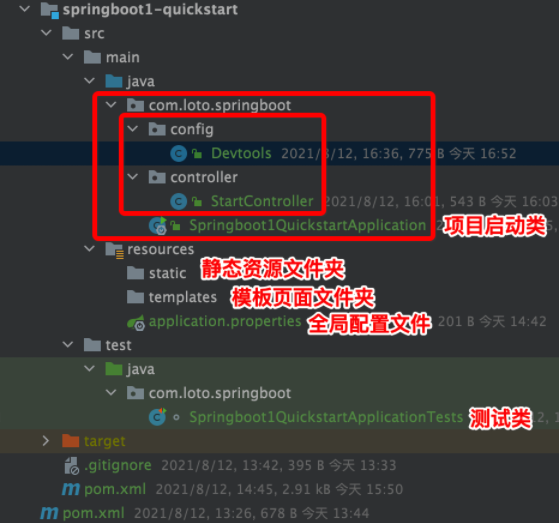 springboot1-quickstart
src
main
java
com.loto.springboot
config
Devtools 2021/8/12, 16:36, 775 B 今天 16:52
controller
StartController 2021/8/12, 16:01, 543 B 今天 16:03
Springboot1QuickstartApplication 项目启动类
resources
static 静态资源文件夹
templates 模板页面文件夹
application.properties 全局配置文件 201 B 今天 14:42
test
java
com.loto.springboot
Springboot1QuickstartApplicationTests 测试类
target
.gitignore 2021/8/12, 13:42, 395 B 今天 13:33
pom.xml 2021/8/12, 14:45, 2.91 kB 今天 15:50
pom.xml 2021/8/12, 13:26, 678 B 今天 13:44